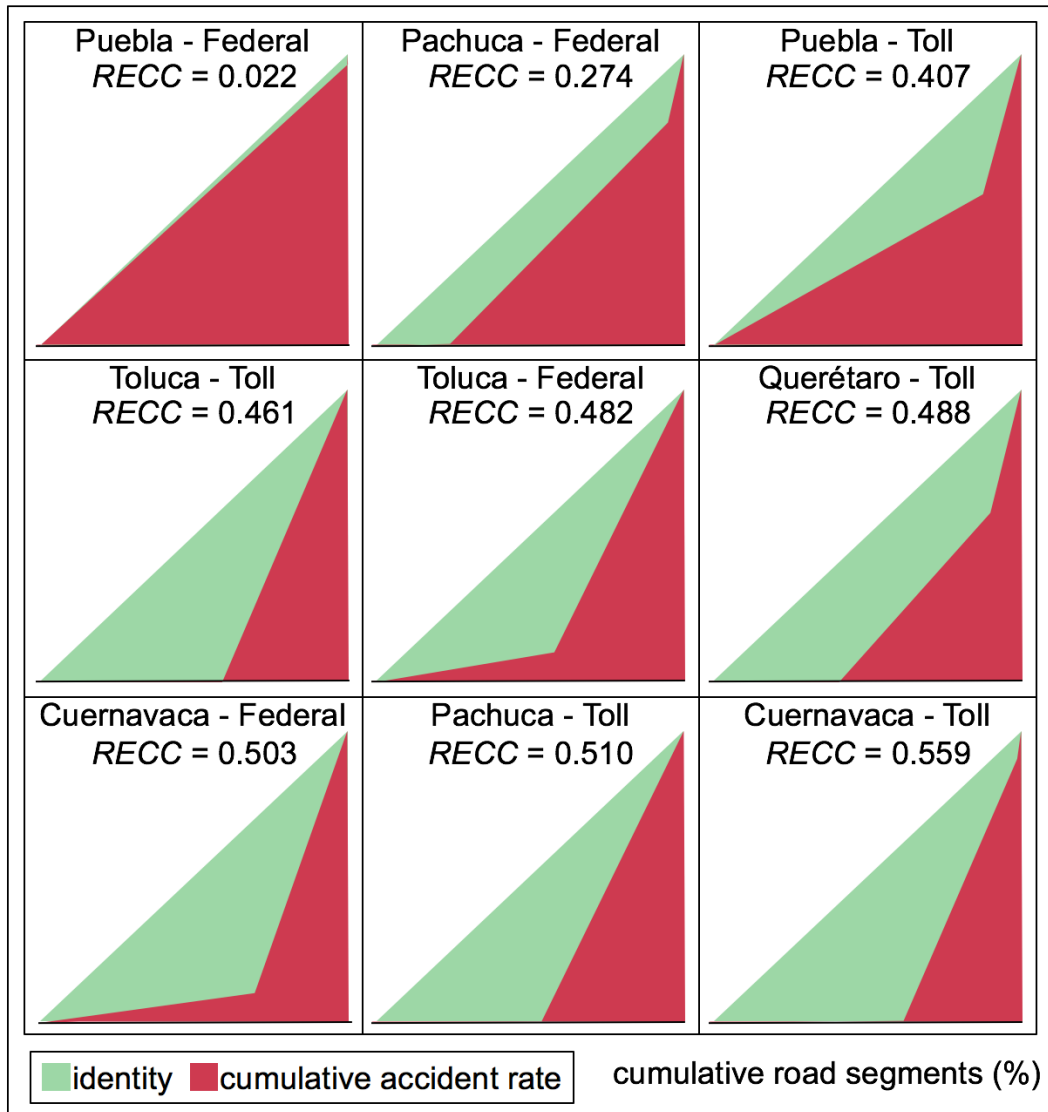 Puebla - Federal
RECC = 0.022
Pachuca - Federal
RECC = 0.274
Puebla - Toll
RECC = 0.407
Toluca - Toll
RECC = 0.461
Toluca - Federal
RECC = 0.482
Querétaro - Toll
RECC = 0.488
Cuernavaca - Federal
RECC = 0.503
Pachuca - Toll
RECC = 0.510
Cuernavaca - Toll
RECC = 0.559
identity
cumulative accident rate
cumulative road segments (%)